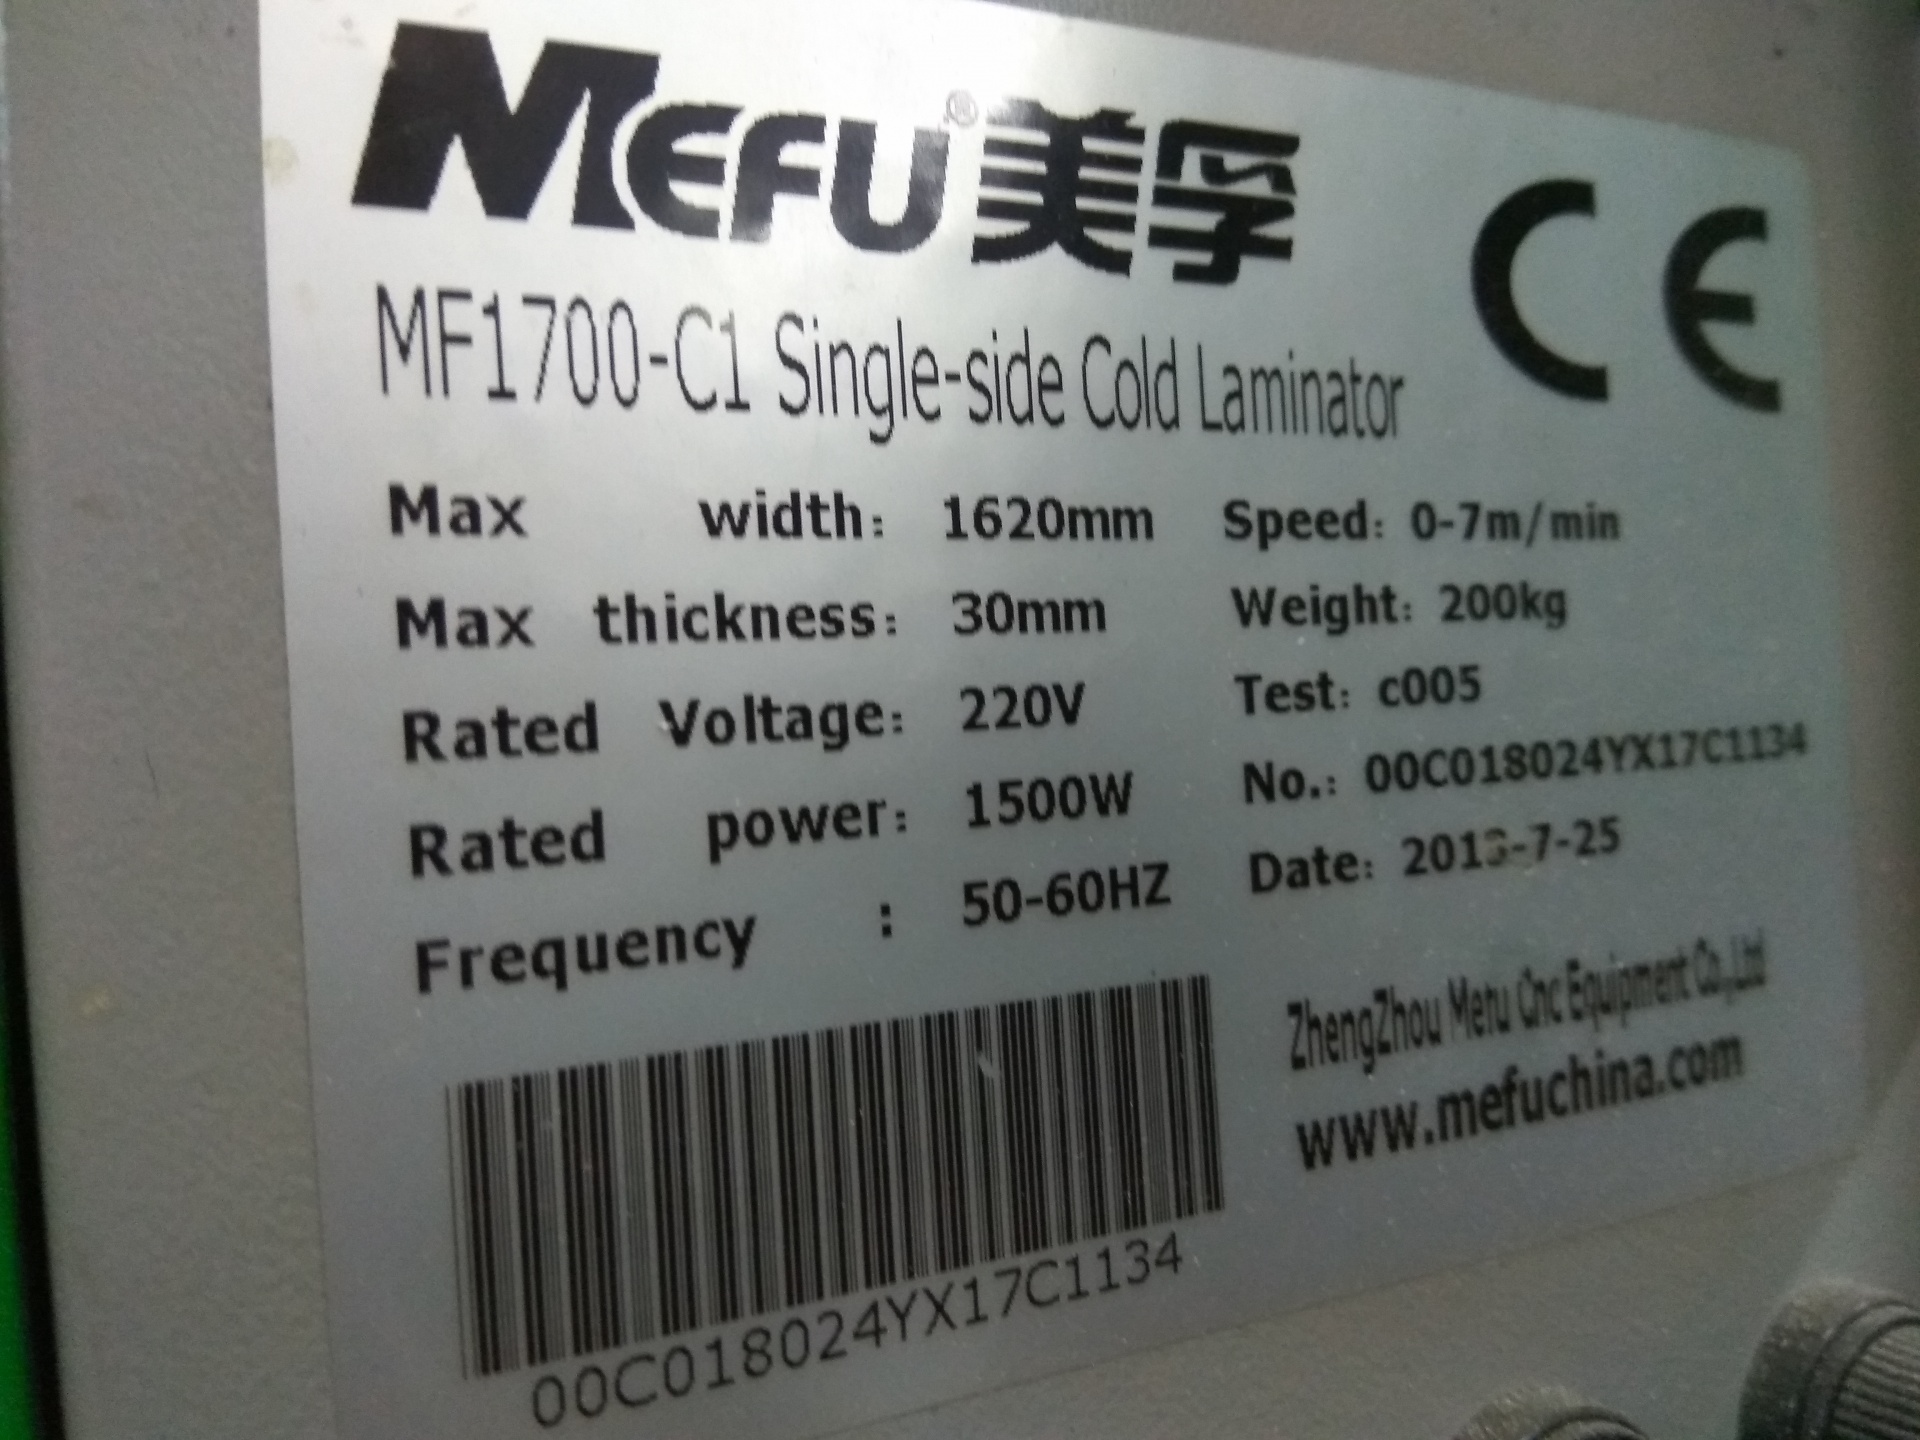 MEFU® 美孚
CE
MF1700-C1 Single-side Cold Laminator
Max width: 1620mm Speed: 0-7m/min
Max thickness: 30mm Weight: 200kg
Rated Voltage: 220V Test: c005
Rated power: 1500W No.: 00C018024YX17C1134
Frequency : 50-60HZ Date:
ZhengZhou Mefu Cnc Equipment Co.,Ltd
www.mefuchina.com
00C018024YX17C1134